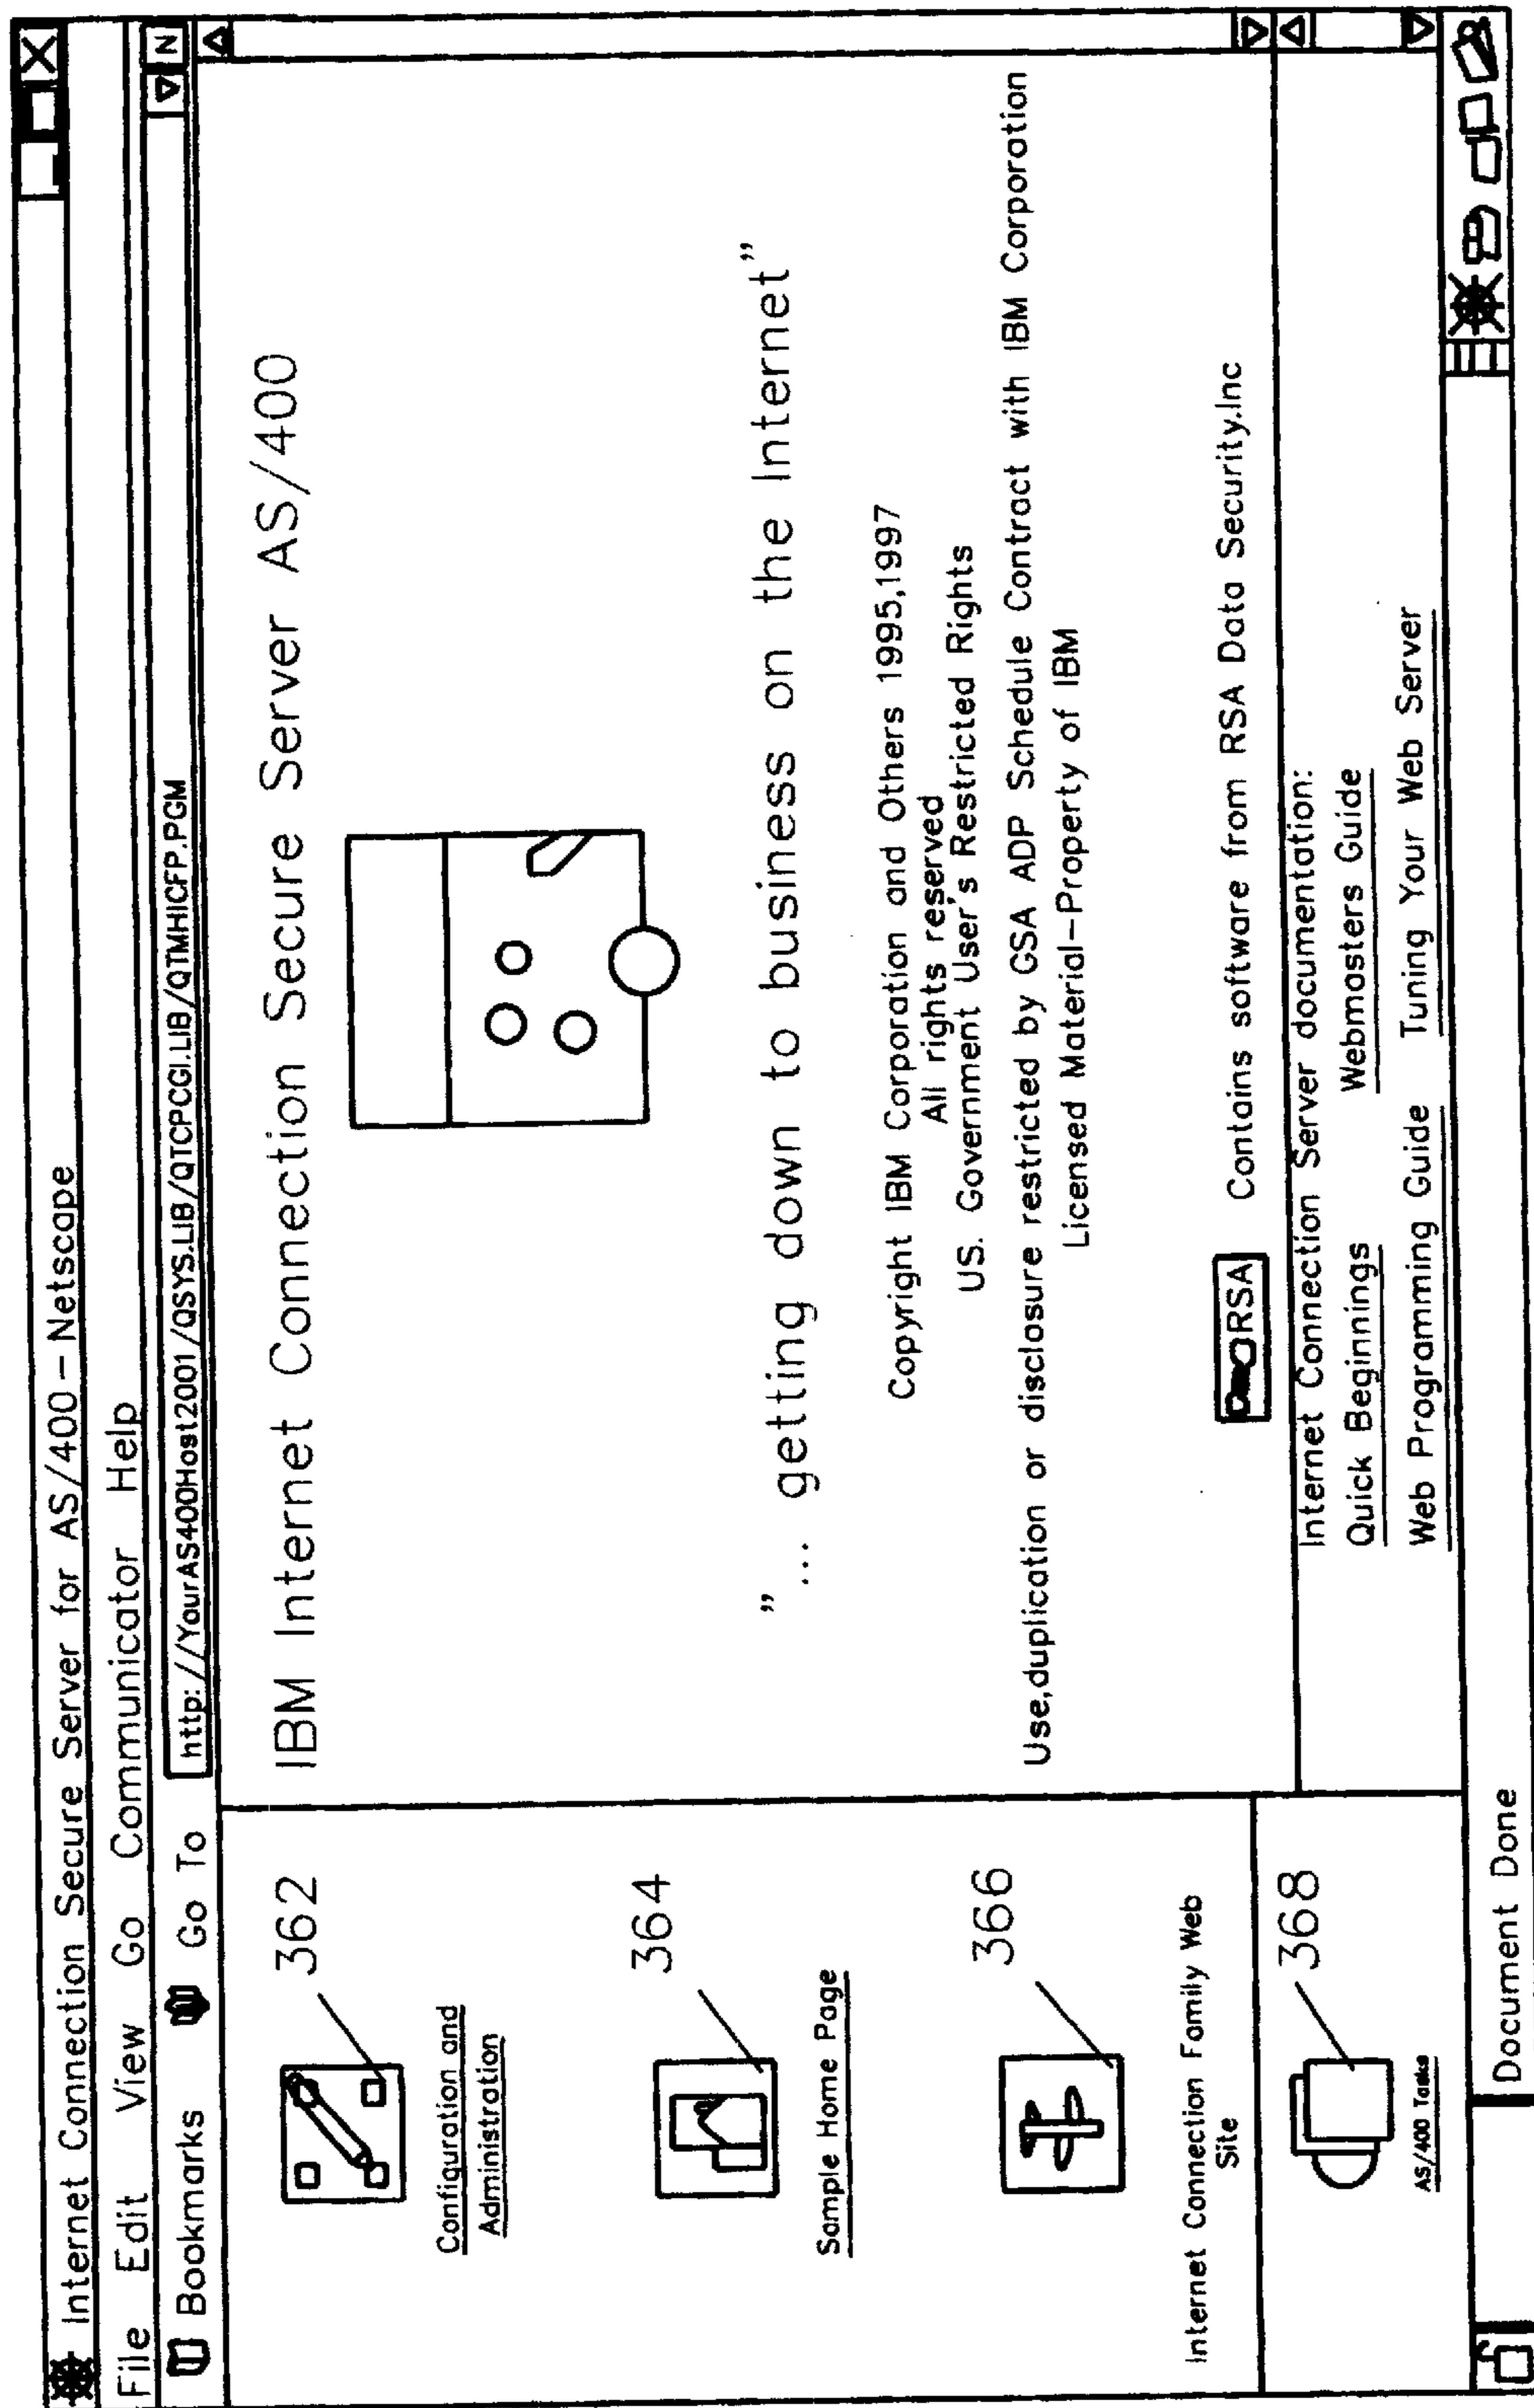 Internet Connection Secure Server for AS/400-Netscape
File Edit View Go Communicator Help
Bookmarks Go To http://YourAS400Host2001/QSYS.LIB/QTCPCGI.LIB/QTMHICFP.PGM N
362
Configuration and
Administration
364
Sample Home Page
366
Internet Connection Family Web
Site
368
AS/400 Tasks
IBM Internet Connection Secure Server AS/400
"... getting down to business on the Internet"
Copyright IBM Corporation and Others 1995,1997
All rights reserved
US. Government User's Restricted Rights
Use,duplication or disclosure restricted by GSA ADP Schedule Contract with IBM Corporation
Licensed Material-Property of IBM
RSA Contains software from RSA Data Security.Inc
Internet Connection Server documentation:
Quick Beginnings Webmasters Guide
Web Programming Guide Tuning Your Web Server
Document Done